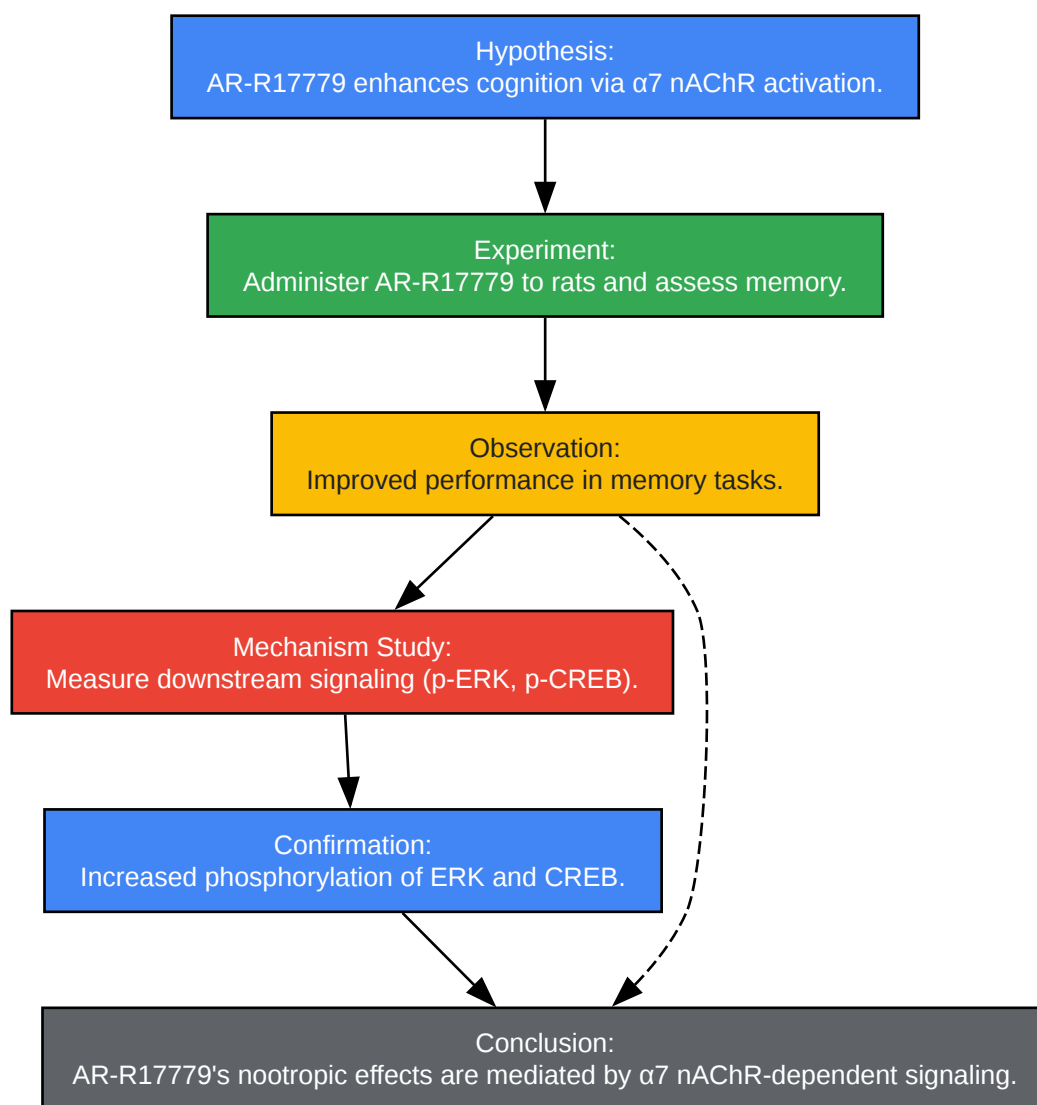 Hypothesis:
AR-R17779 enhances cognition via α7 nAChR activation.
Experiment:
Administer AR-R17779 to rats and assess memory.
Observation:
Improved performance in memory tasks.
Mechanism Study:
Measure downstream signaling (p-ERK, p-CREB).
Confirmation:
Increased phosphorylation of ERK and CREB.
Conclusion:
AR-R17779's nootropic effects are mediated by α7 nAChR-dependent signaling.